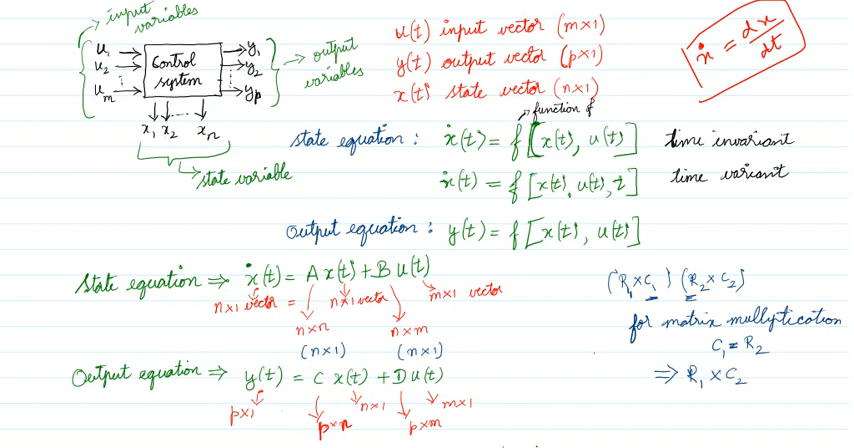 input variables
u₁
u₂
⋮
uₘ
Control system
y₁
y₂
⋮
yₚ
output variables
x₁ x₂ ..... xₙ
state variable
u(t) input vector (m×1)
y(t) output vector (p×1)
x(t) state vector (n×1)
ẋ = dx/dt
function of
state equation : ẋ(t) = f[x(t), u(t)] time invariant
ẋ(t) = f[x(t), u(t), t] time variant
Output equation : y(t) = f[x(t), u(t)]
State equation ⇒ ẋ(t) = A x(t) + B u(t)
n×1 vector = n×1 vector m×1 vector
n×n n×m
(n×1) (n×1)
Output equation ⇒ y(t) = C x(t) + D u(t)
p×1 n×1 m×1
p×n p×m
(R₁×C₁) (R₂×C₂)
for matrix mullytication
C₁ = R₂
⇒ R₁ × C₂